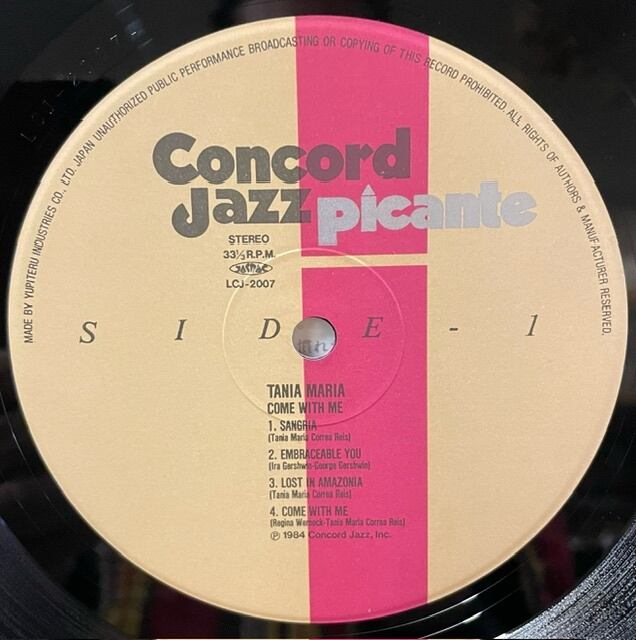 MADE BY YUPITERU INDUSTRIES CO., LTD. JAPAN UNAUTHORIZED PUBLIC PERFORMANCE BROADCASTING OR COPYING OF THIS RECORD PROHIBITED. ALL RIGHTS OF AUTHORS & MANUFACTURER RESERVED.
Concord
Jazz picante
STEREO
33⅓ R.P.M.
JASRAC
LCJ-2007
SIDE-1
TANIA MARIA
COME WITH ME
1. SANGRIA
(Tania Maria Correa Reis)
2. EMBRACEABLE YOU
(Ira Gershwin-George Gershwin)
3. LOST IN AMAZONIA
(Tania Maria Correa Reis)
4. COME WITH ME
(Regina Werneck-Tania Maria Correa Reis)
℗ 1984 Concord Jazz, Inc.